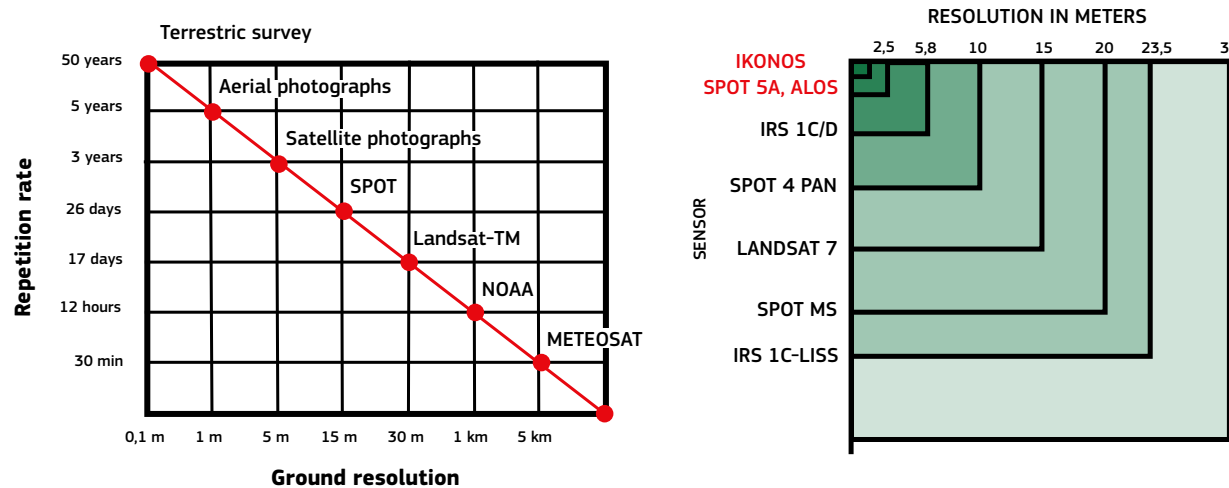 Terrestric survey
50 years
Aerial photographs
5 years
Satellite photographs
3 years
SPOT
26 days
Landsat-TM
17 days
NOAA
12 hours
METEOSAT
30 min
Repetition rate
0,1 m 1 m 5 m 15 m 30 m 1 km 5 km
Ground resolution
RESOLUTION IN METERS
2,5 5,8 10 15 20 23,5 3
IKONOS
SPOT 5A, ALOS
IRS 1C/D
SPOT 4 PAN
SENSOR
LANDSAT 7
SPOT MS
IRS 1C-LISS